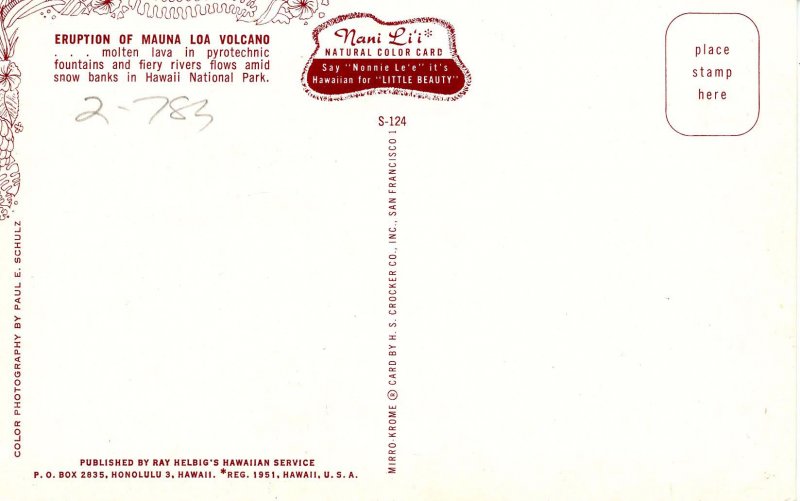 ERUPTION OF MAUNA LOA VOLCANO
. . . molten lava in pyrotechnic
fountains and fiery rivers flows amid
snow banks in Hawaii National Park.
2-783
Nani Li'i*
NATURAL COLOR CARD
Say "Nonnie Le'e" it's
Hawaiian for "LITTLE BEAUTY"
place
stamp
here
S-124
COLOR PHOTOGRAPHY BY PAUL E. SCHULZ
MIRRO-KROME ® CARD BY H. S. CROCKER CO., INC., SAN FRANCISCO 1
PUBLISHED BY RAY HELBIG'S HAWAIIAN SERVICE
P. O. BOX 2835, HONOLULU 3, HAWAII. *REG. 1951, HAWAII, U. S. A.